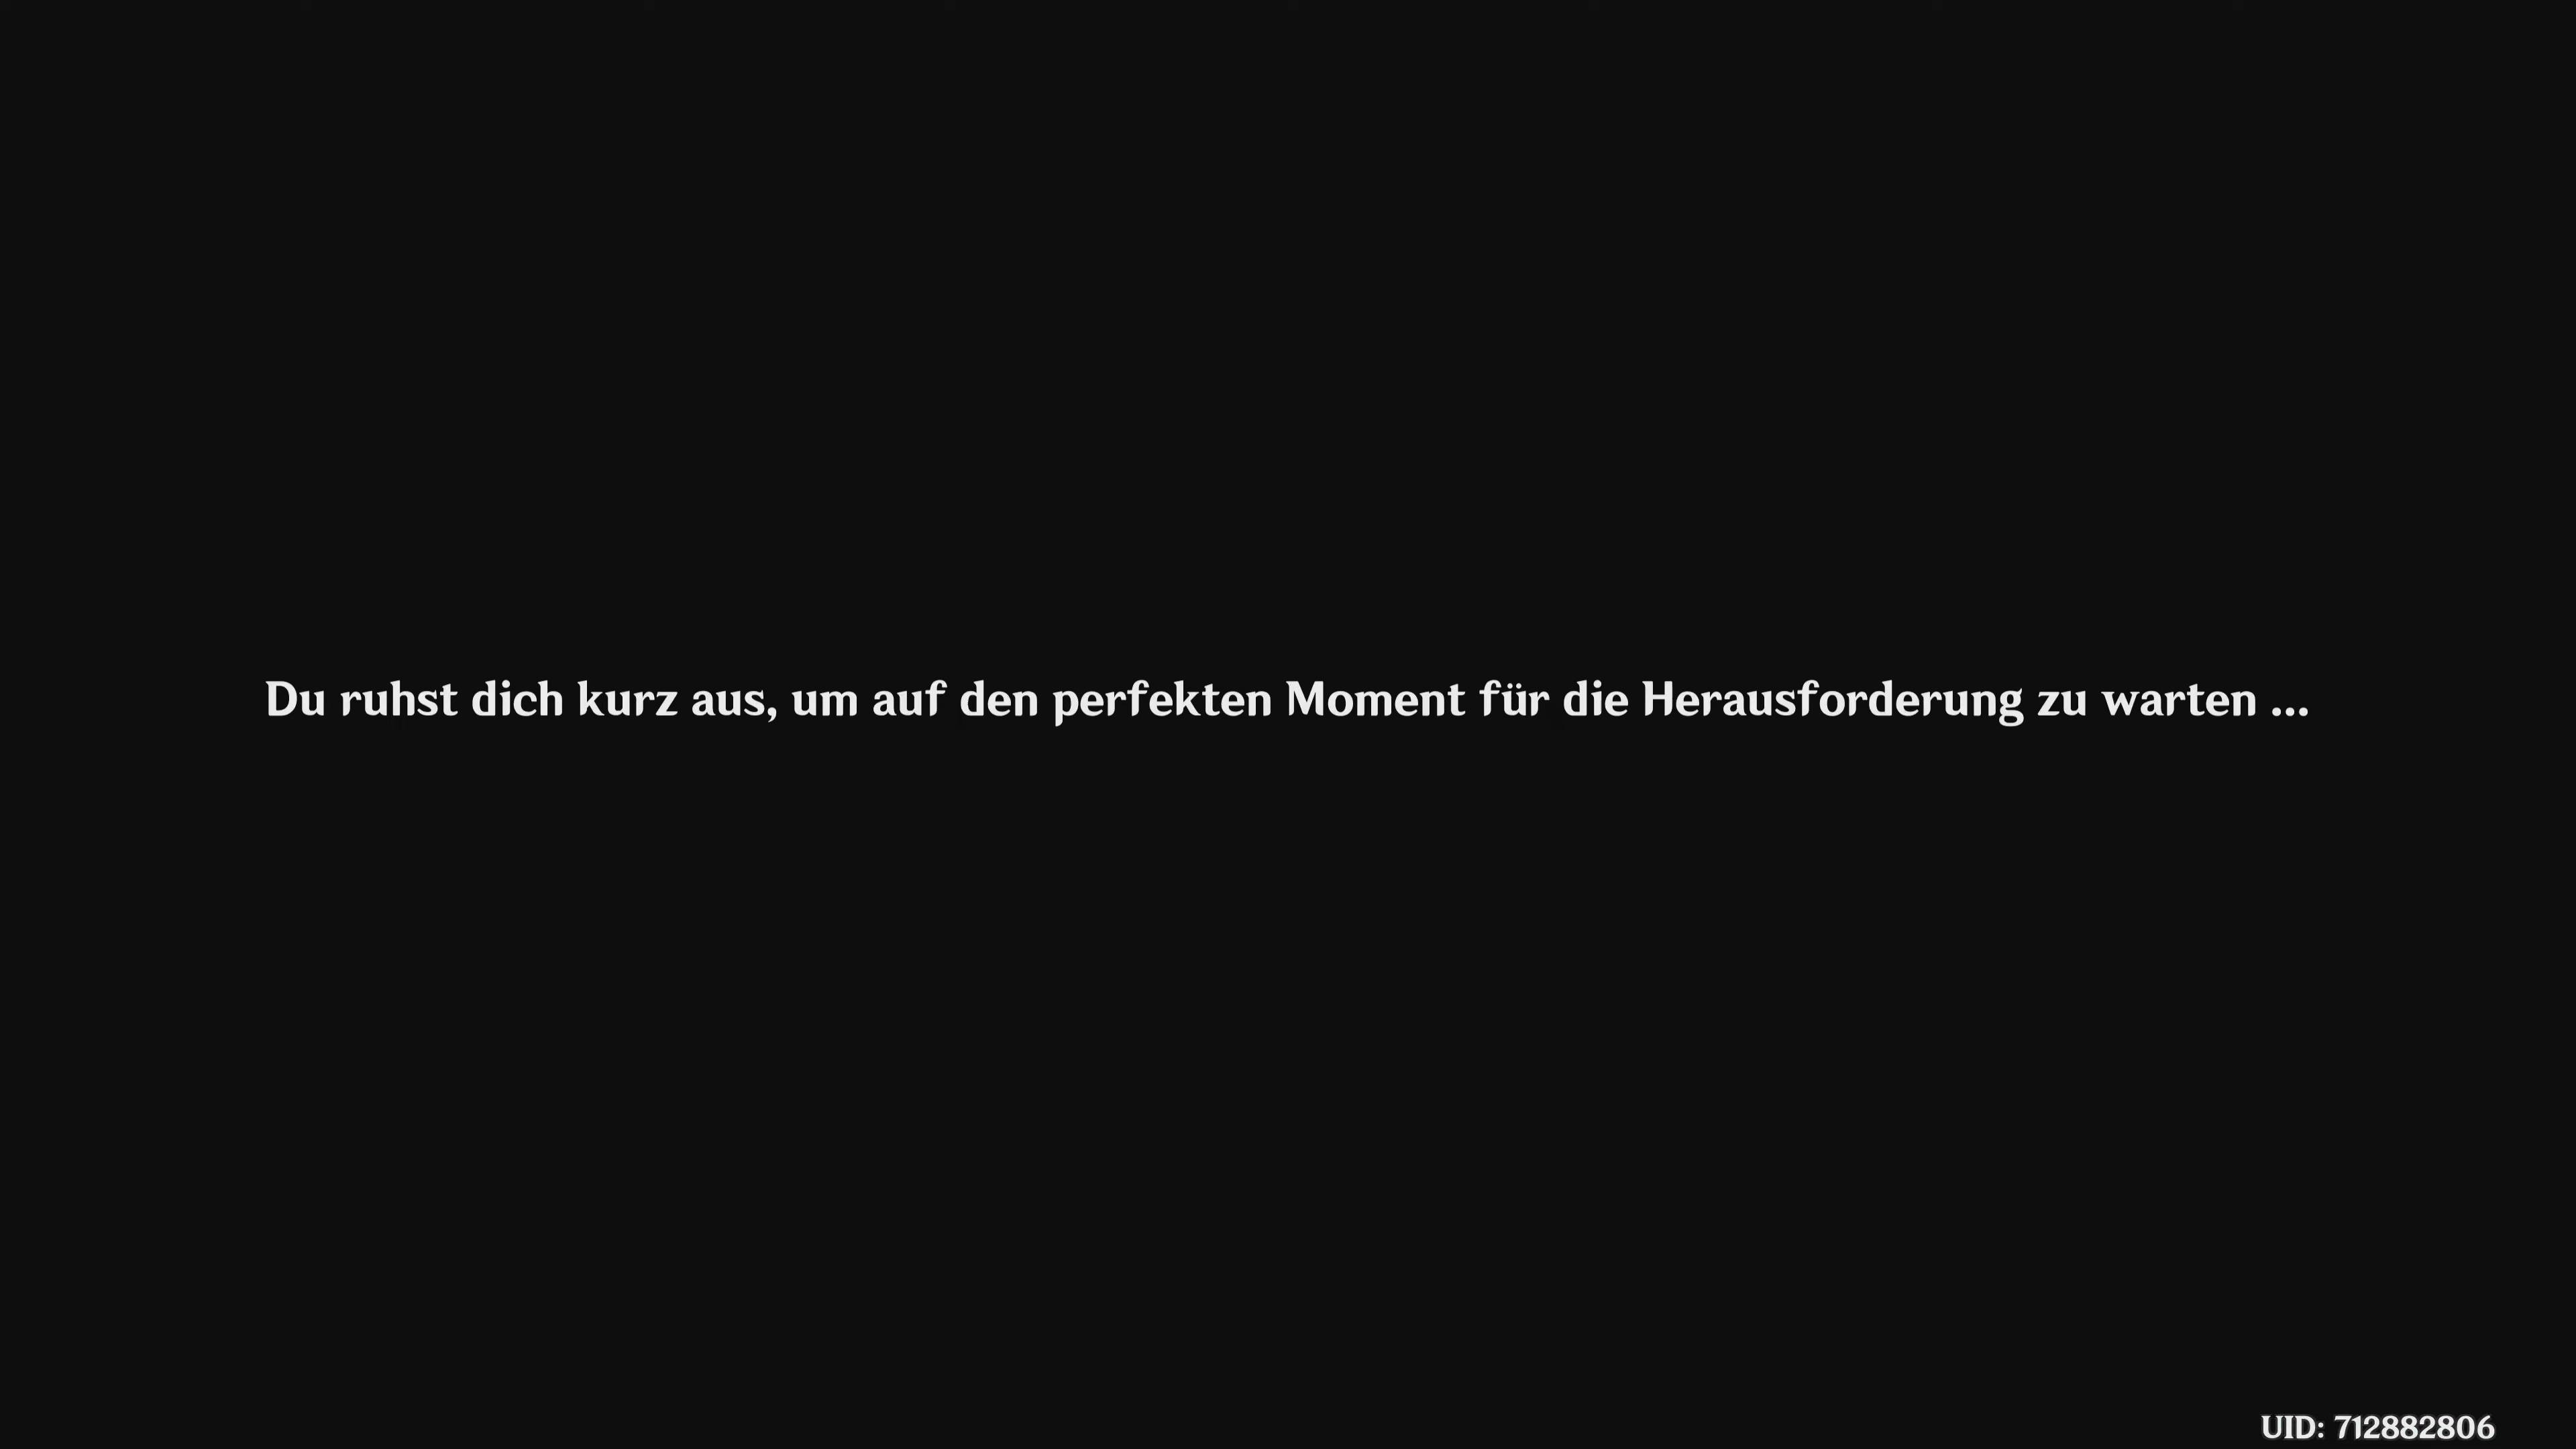 Du ruhst dich kurz aus, um auf den perfekten Moment für die Herausforderung zu warten ...
UID: 712882806